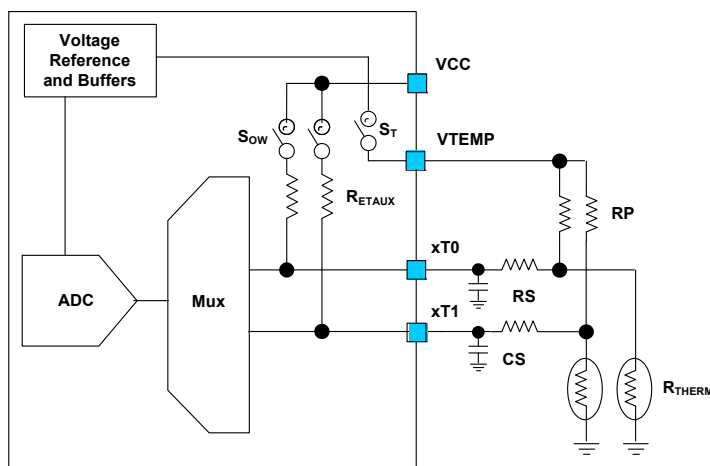 Voltage
Reference
and Buffers
VCC
SOW
ST
VTEMP
RETAUX
RP
xT0
ADC
Mux
RS
xT1
CS
RTHERM